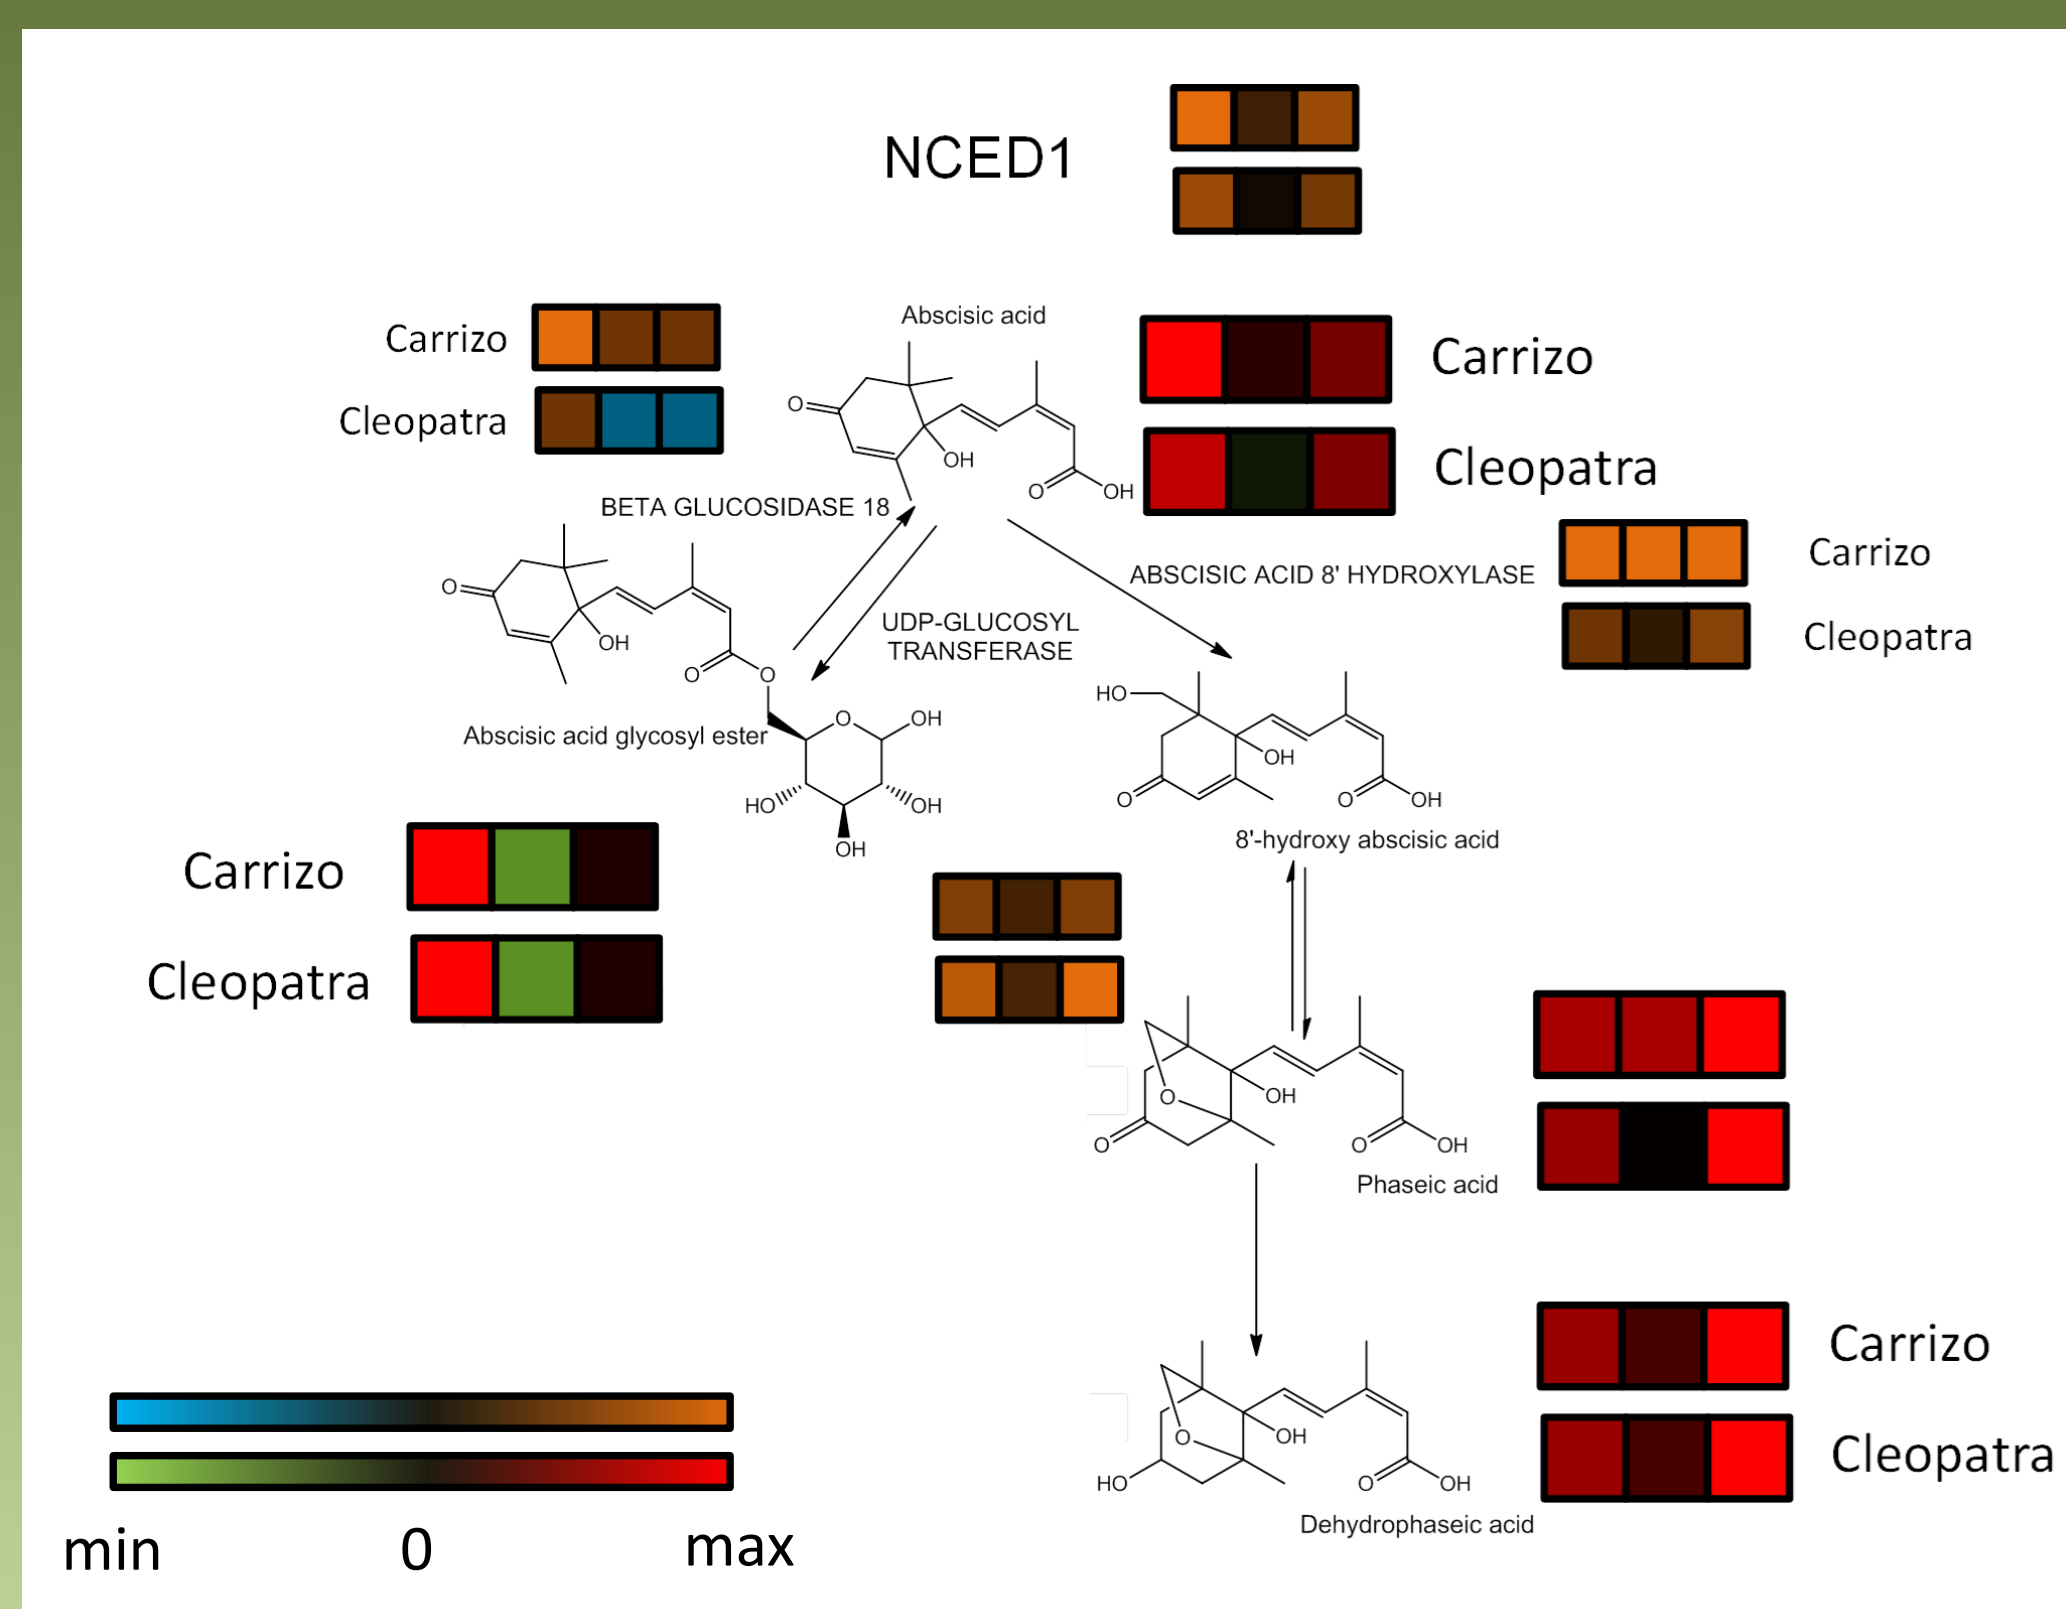 NCED1
Carrizo
Cleopatra
Abscisic acid
Carrizo
Cleopatra
O
OH
O
OH
BETA GLUCOSIDASE 18
ABSCISIC ACID 8' HYDROXYLASE
Carrizo
Cleopatra
UDP-GLUCOSYL
TRANSFERASE
O
OH
O
O
Abscisic acid glycosyl ester
O
OH
HO
OH
OH
HO
OH
O
O
OH
8'-hydroxy abscisic acid
Carrizo
Cleopatra
O
OH
O
O
OH
Phaseic acid
Carrizo
Cleopatra
O
OH
HO
O
OH
Dehydrophaseic acid
min 0 max